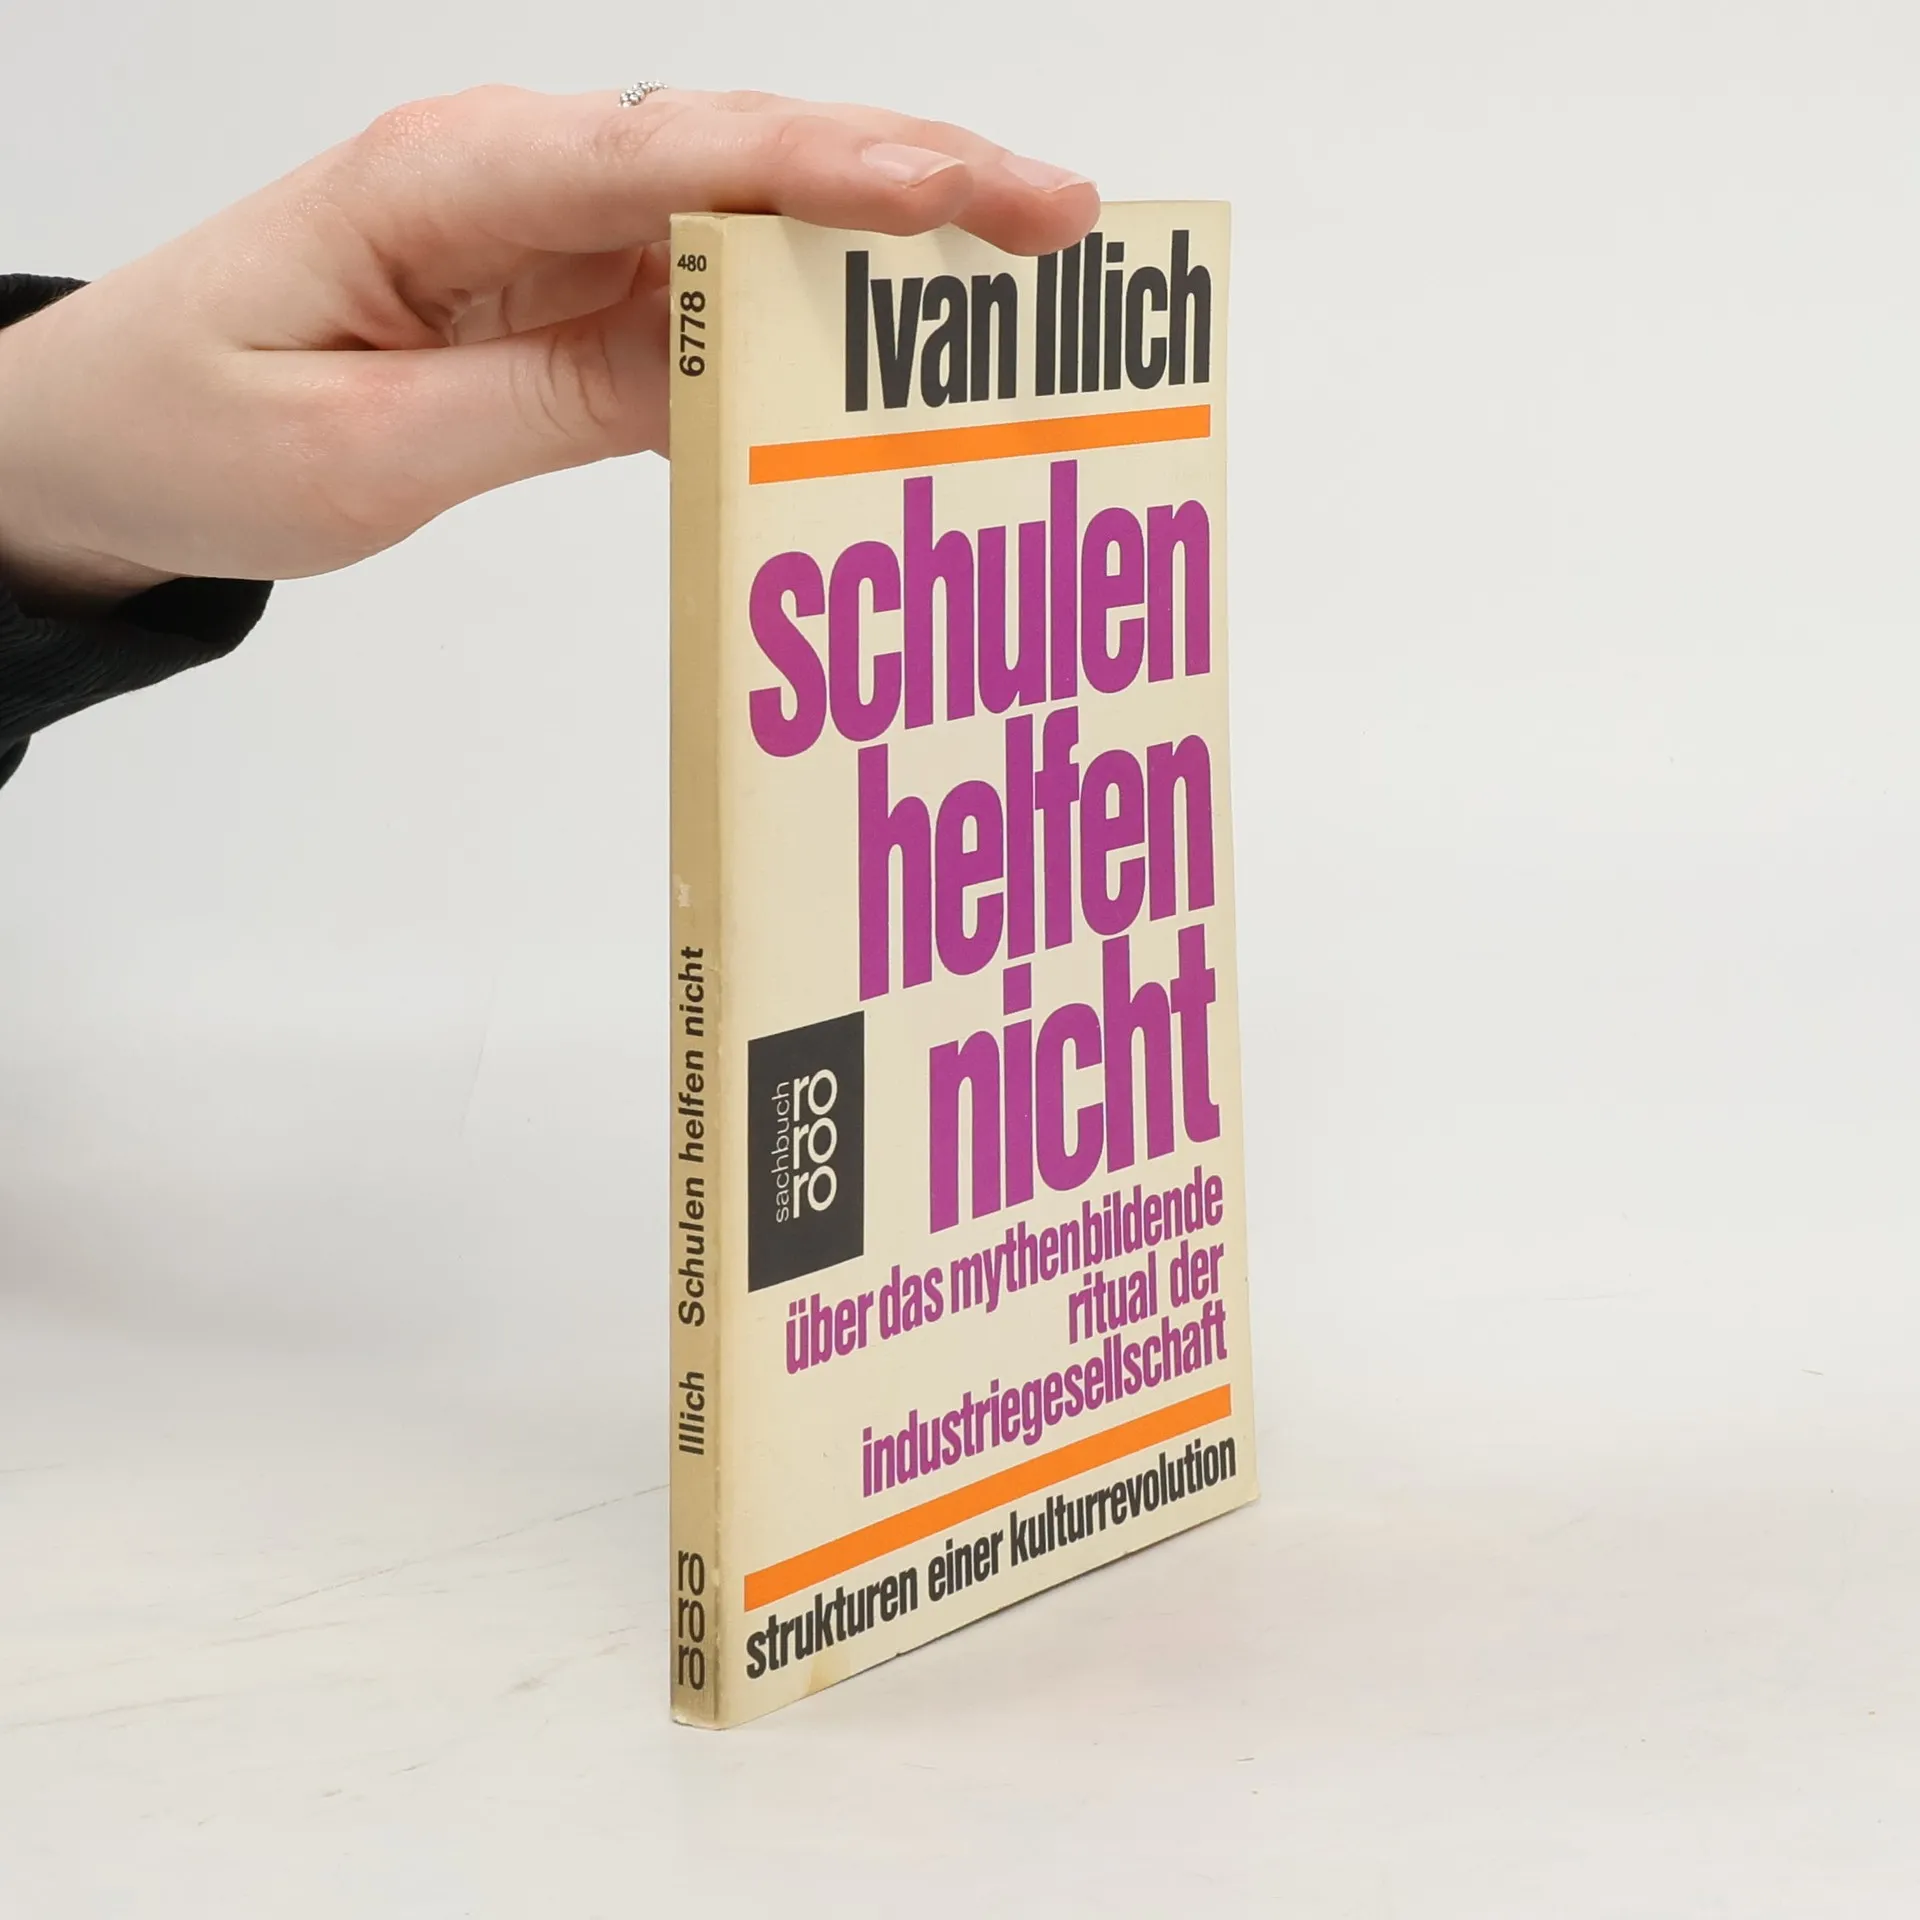 480
6778
Illich Schulen helfen nicht
ro
ro
ro
Ivan Illich
schulen
helfen
nicht
sachbuch
ro
ro
ro
über das mythenbildende
ritual der
industriegesellschaft
strukturen einer kulturrevolution